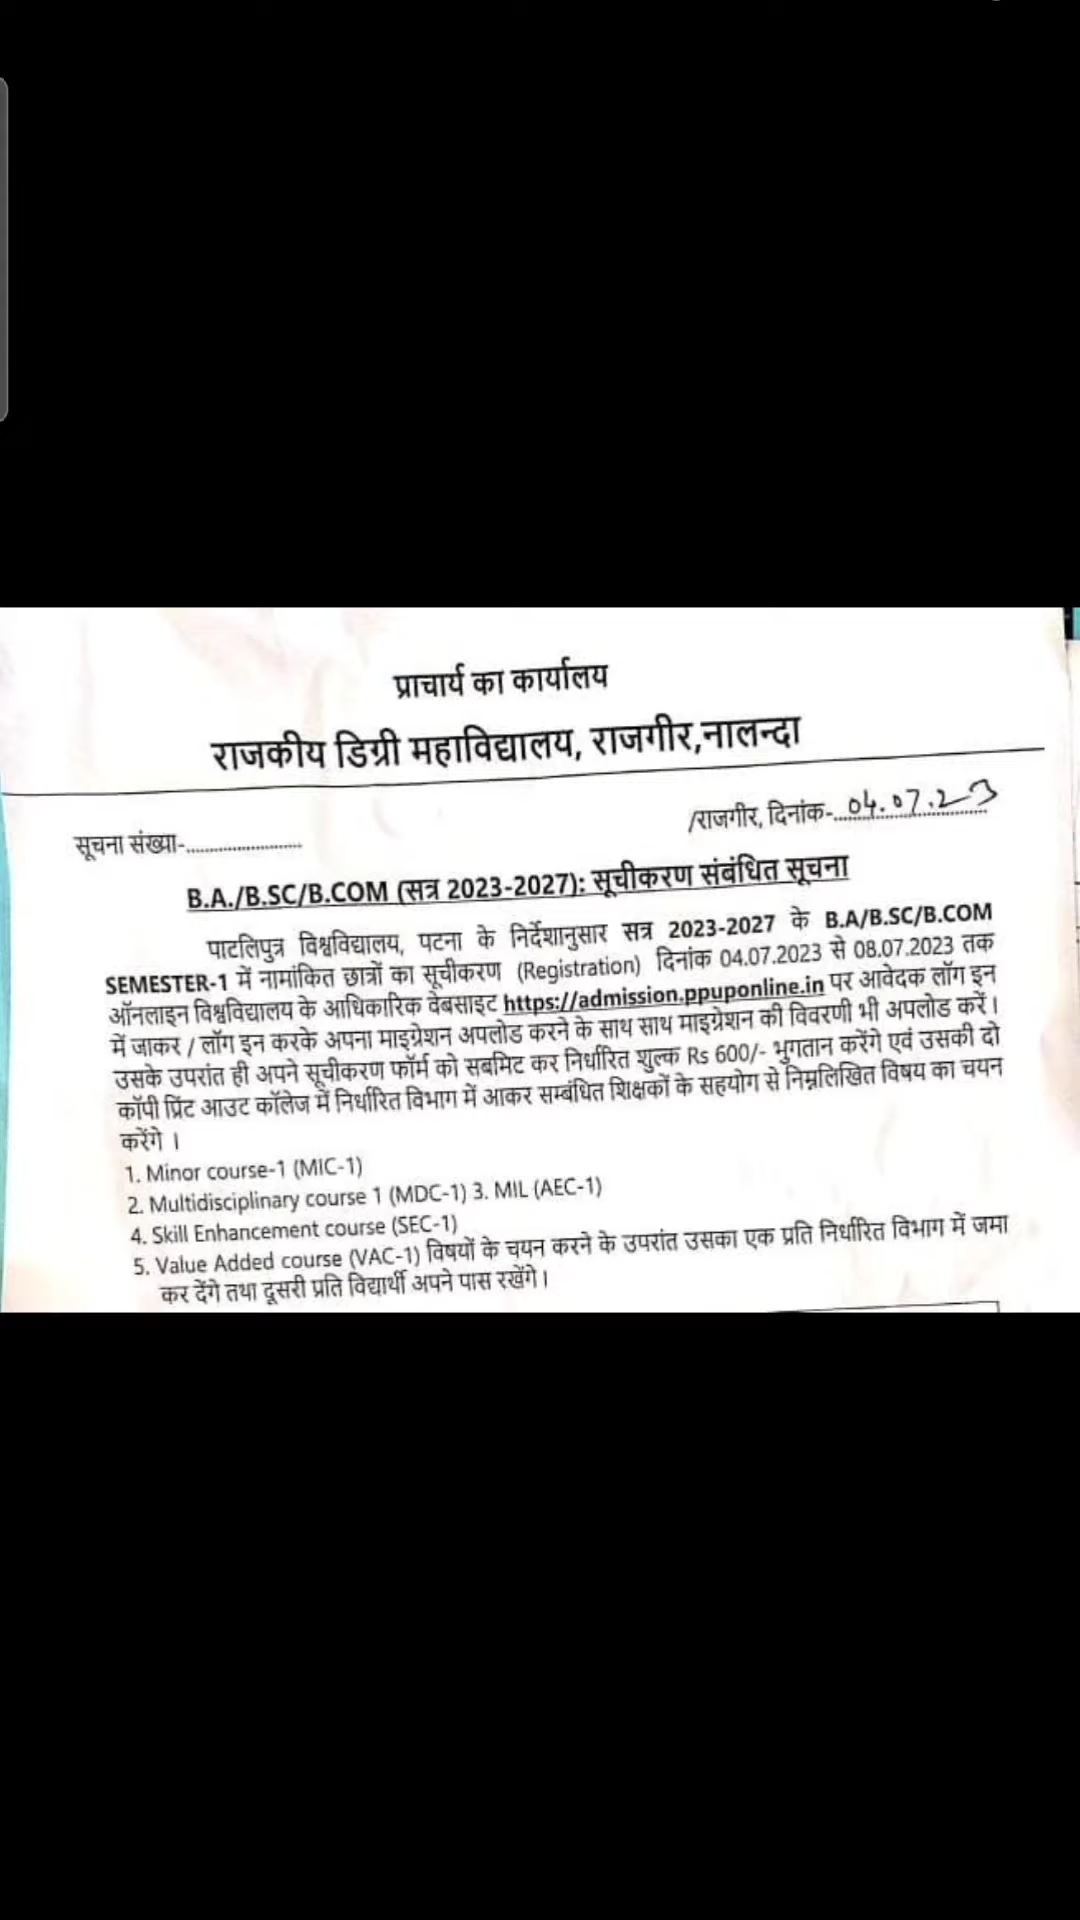 प्राचार्य का कार्यालय
राजकीय डिग्री महाविद्यालय, राजगीर,नालन्दा
सूचना संख्या-.......................... /राजगीर, दिनांक-..04.07.23
B.A./B.SC/B.COM (सत्र 2023-2027): सूचीकरण संबंधित सूचना
पाटलिपुत्र विश्वविद्यालय, पटना के निर्देशानुसार सत्र 2023-2027 के B.A/B.SC/B.COM
SEMESTER-1 में नामांकित छात्रों का सूचीकरण (Registration) दिनांक 04.07.2023 से 08.07.2023 तक
ऑनलाइन विश्वविद्यालय के आधिकारिक वेबसाइट https://admission.ppuponline.in पर आवेदक लॉग इन
में जाकर / लॉग इन करके अपना माइग्रेशन अपलोड करने के साथ साथ माइग्रेशन की विवरणी भी अपलोड करें।
उसके उपरांत ही अपने सूचीकरण फॉर्म को सबमिट कर निर्धारित शुल्क Rs 600/- भुगतान करेंगे एवं उसकी दो
कॉपी प्रिंट आउट कॉलेज में निर्धारित विभाग में आकर सम्बंधित शिक्षकों के सहयोग से निम्नलिखित विषय का चयन
करेंगे ।
1. Minor course-1 (MIC-1)
2. Multidisciplinary course 1 (MDC-1) 3. MIL (AEC-1)
4. Skill Enhancement course (SEC-1)
5. Value Added course (VAC-1) विषयों के चयन करने के उपरांत उसका एक प्रति निर्धारित विभाग में जमा
कर देंगे तथा दूसरी प्रति विद्यार्थी अपने पास रखेंगे।